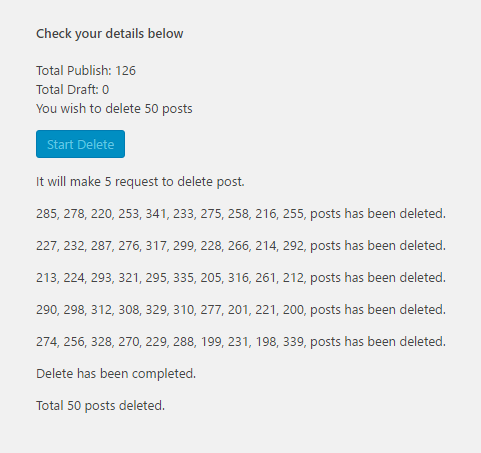 Check your details below
Total Publish: 126
Total Draft: 0
You wish to delete 50 posts
Start Delete
It will make 5 request to delete post.
285, 278, 220, 253, 341, 233, 275, 258, 216, 255, posts has been deleted.
227, 232, 287, 276, 317, 299, 228, 266, 214, 292, posts has been deleted.
213, 224, 293, 321, 295, 335, 205, 316, 261, 212, posts has been deleted.
290, 298, 312, 308, 329, 310, 277, 201, 221, 200, posts has been deleted.
274, 256, 328, 270, 229, 288, 199, 231, 198, 339, posts has been deleted.
Delete has been completed.
Total 50 posts deleted.